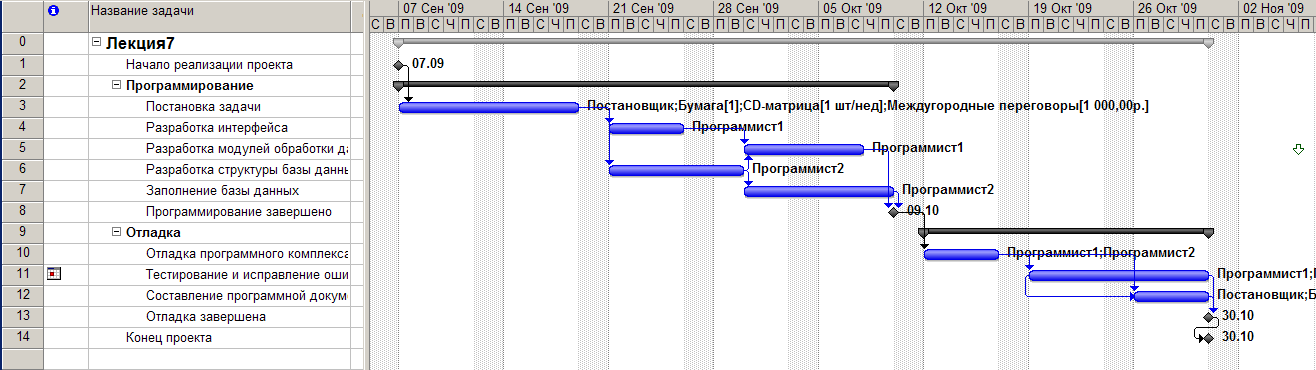 Название задачи
07 Сен '09 14 Сен '09 21 Сен '09 28 Сен '09 05 Окт '09 12 Окт '09 19 Окт '09 26 Окт '09 02 Ноя '09
С В П В С Ч П С В П В С Ч П С В П В С Ч П С В П В С Ч П С В П В С Ч П С В П В С Ч П С В П В С Ч П С В П В С Ч П С В П В С Ч П
0 Лекция7
1 Начало реализации проекта 07.09
2 Программирование
3 Постановка задачи Постановщик;Бумага[1];CD-матрица[1 шт/нед];Междугородные переговоры[1 000,00р.]
4 Разработка интерфейса Программист1
5 Разработка модулей обработки да Программист1
6 Разработка структуры базы данны Программист2
7 Заполнение базы данных Программист2
8 Программирование завершено 09.10
9 Отладка
10 Отладка программного комплекса Программист1;Программист2
11 Тестирование и исправление оши Программист1;
12 Составление программной докуме Постановщик;Б
13 Отладка завершена 30.10
14 Конец проекта 30.10